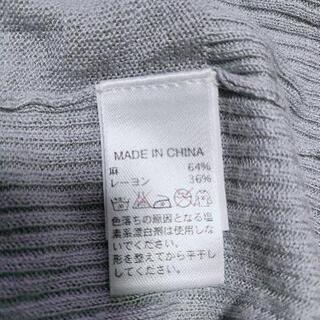 MADE IN CHINA
麻 64%
レーヨン 36%
色落ちの原因となる塩
素系漂白剤は使用しな
いでください。
形を整えてから平干し
してください。